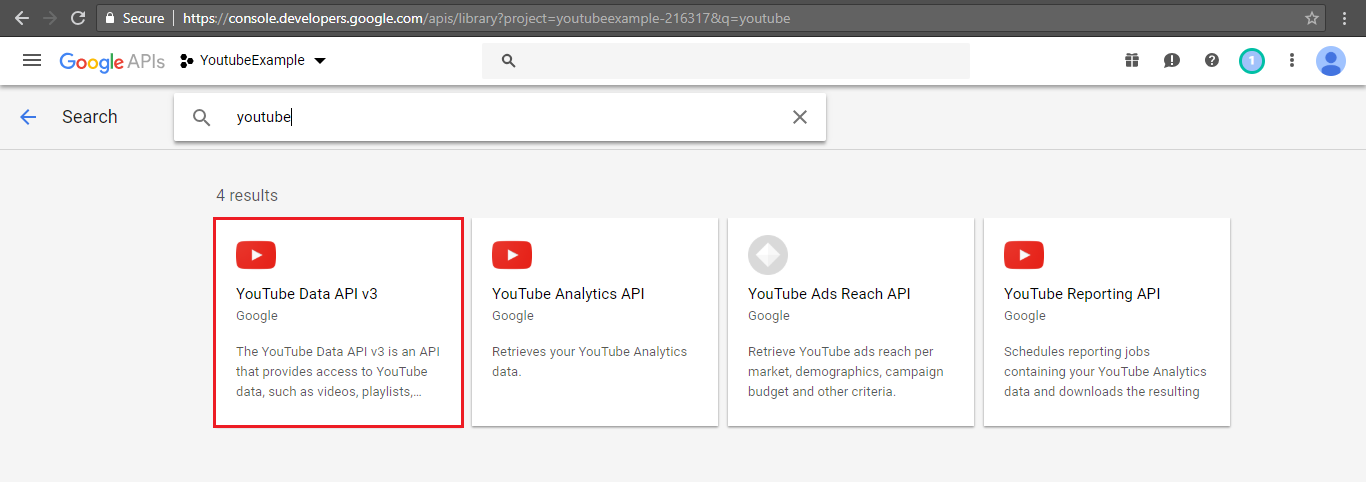 Secure https://console.developers.google.com/apis/library?project=youtubeexample-216317&q=youtube
Google APIs YoutubeExample 1
Search youtube
4 results
YouTube Data API v3
Google
The YouTube Data API v3 is an API
that provides access to YouTube
data, such as videos, playlists,...
YouTube Analytics API
Google
Retrieves your YouTube Analytics
data.
YouTube Ads Reach API
Google
Retrieve YouTube ads reach per
market, demographics, campaign
budget and other criteria.
YouTube Reporting API
Google
Schedules reporting jobs
containing your YouTube Analytics
data and downloads the resulting